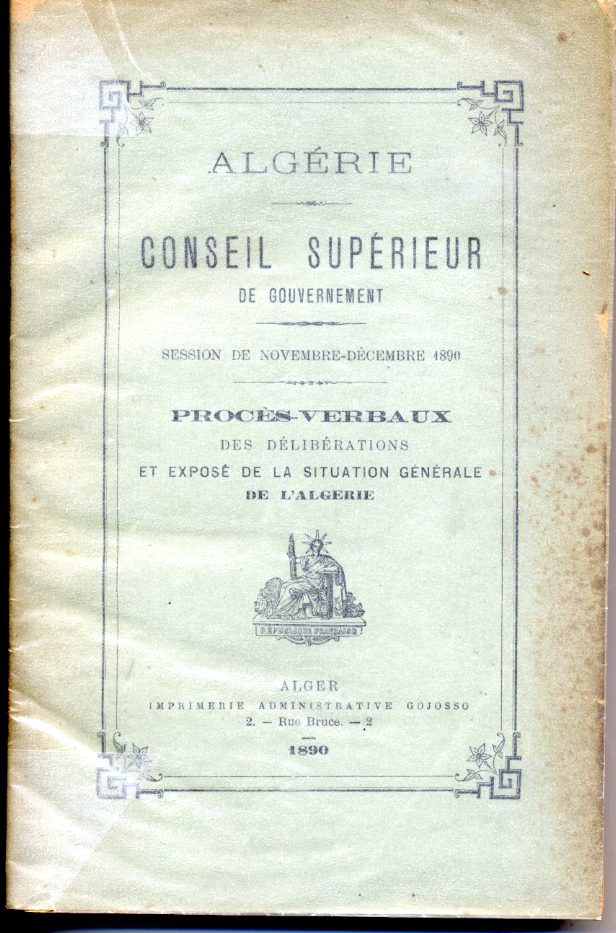 ALGÉRIE
CONSEIL SUPÉRIEUR
DE GOUVERNEMENT
SESSION DE NOVEMBRE-DÉCEMBRE 1890
PROCÈS-VERBAUX
DES DÉLIBÉRATIONS
ET EXPOSÉ DE LA SITUATION GÉNÉRALE
DE L'ALGERIE
RÉPUBLIQUE FRANÇAISE
ALGER
IMPRIMERIE ADMINISTRATIVE GOJOSSO
2. — Rue Bruce. — 2
1890